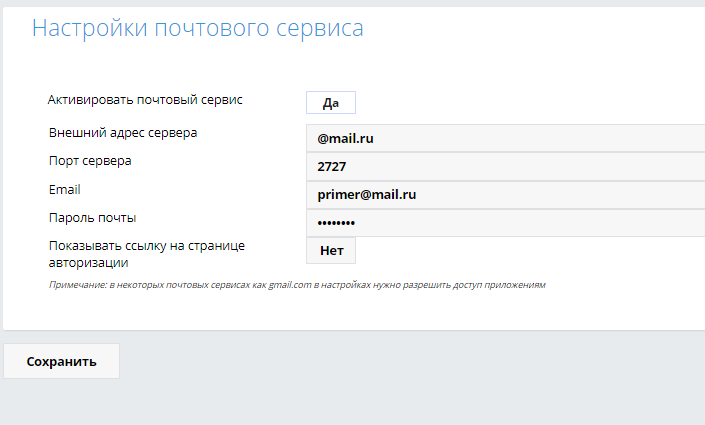 Настройки почтового сервиса
Активировать почтовый сервис Да
Внешний адрес сервера @mail.ru
Порт сервера 2727
Email primer@mail.ru
Пароль почты ••••••••
Показывать ссылку на странице Нет
авторизации
Примечание: в некоторых почтовых сервисах как gmail.com в настройках нужно разрешить доступ приложениям
Сохранить